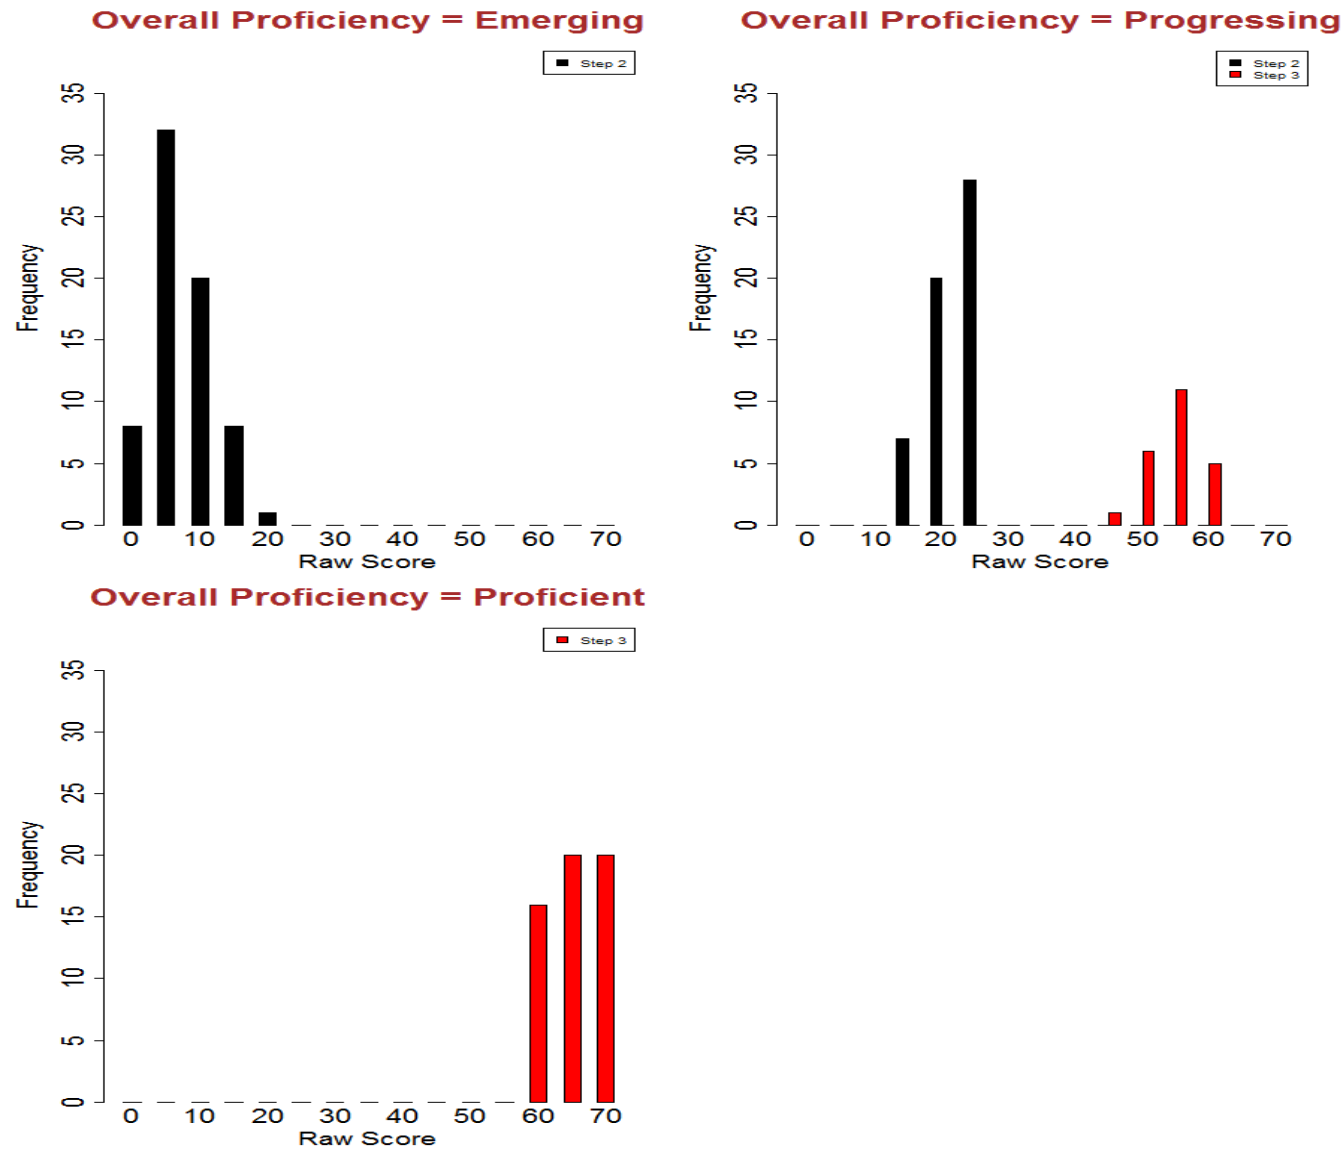 Overall Proficiency = Emerging
Step 2
35
30
25
20
15
10
5
0
Frequency
0 10 20 30 40 50 60 70
Raw Score
Overall Proficiency = Progressing
Step 2
Step 3
35
30
25
20
15
10
5
0
Frequency
0 10 20 30 40 50 60 70
Raw Score
Overall Proficiency = Proficient
Step 3
35
30
25
20
15
10
5
0
Frequency
0 10 20 30 40 50 60 70
Raw Score